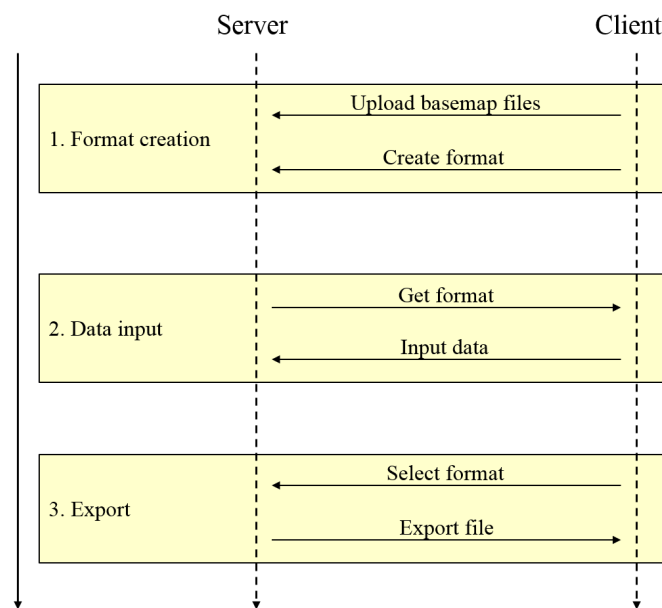 Server
Client
Upload basemap files
1. Format creation
Create format
Get format
2. Data input
Input data
Select format
3. Export
Export file